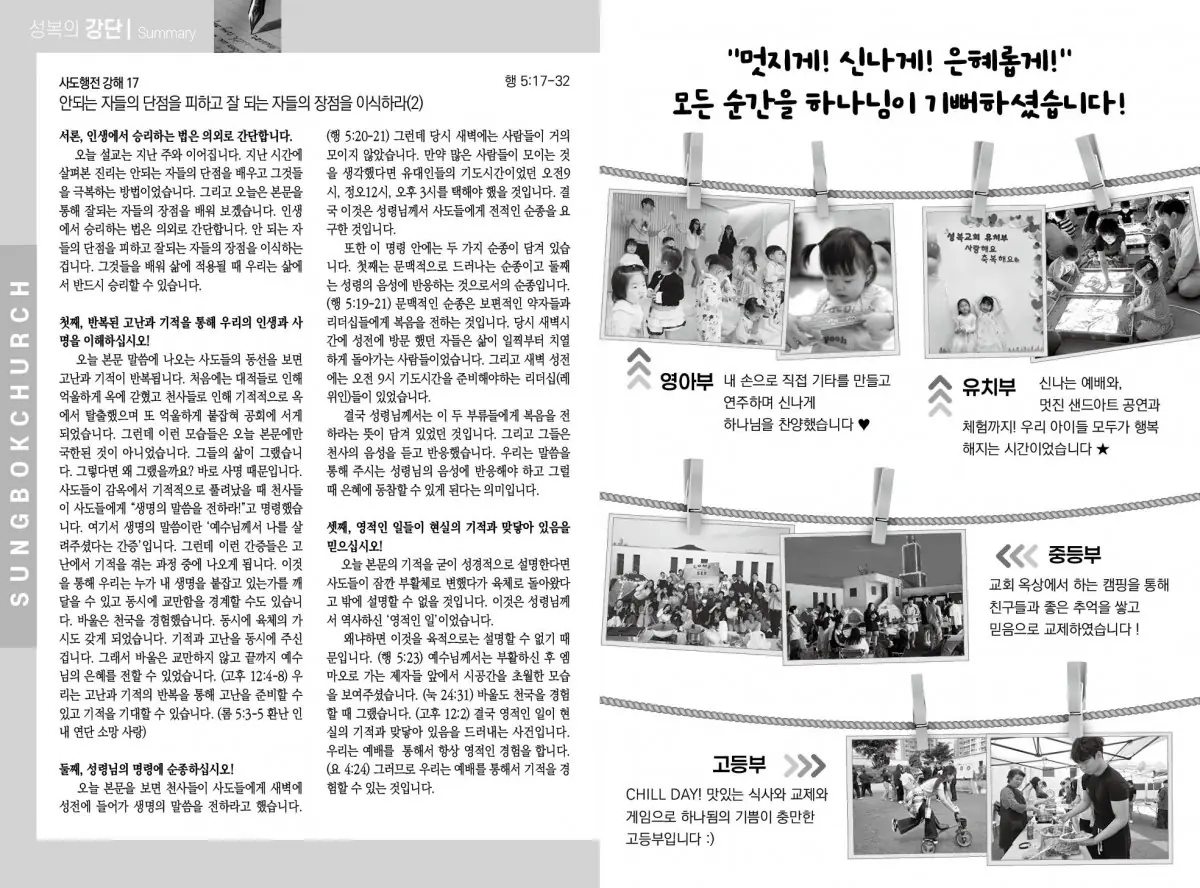 성복의 강단 | Summary
SUNGBOKCHURCH
사도행전 강해 17
행 5:17-32
안되는 자들의 단점을 피하고 잘 되는 자들의 장점을 이식하라(2)
서론, 인생에서 승리하는 법은 의외로 간단합니다.
오늘 설교는 지난 주와 이어집니다. 지난 시간에
살펴본 진리는 안되는 자들의 단점을 배우고 그것들
을 극복하는 방법이었습니다. 그리고 오늘은 본문을
통해 잘되는 자들의 장점을 배워 보겠습니다. 인생
에서 승리하는 법은 의외로 간단합니다. 안 되는 자
들의 단점을 피하고 잘되는 자들의 장점을 이식하는
겁니다. 그것들을 배워 삶에 적용될 때 우리는 삶에
서 반드시 승리할 수 있습니다.
첫째, 반복된 고난과 기적을 통해 우리의 인생과 사
명을 이해하십시오!
오늘 본문 말씀에 나오는 사도들의 동선을 보면
고난과 기적이 반복됩니다. 처음에는 대적들로 인해
억울하게 옥에 갇혔고 천사들로 인해 기적적으로 옥
에서 탈출했으며 또 억울하게 붙잡혀 공회에 서게
되었습니다. 그런데 이런 모습들은 오늘 본문에만
국한된 것이 아니었습니다. 그들의 삶이 그랬습니
다. 그렇다면 왜 그랬을까요? 바로 사명 때문입니다.
사도들이 감옥에서 기적적으로 풀려났을 때 천사들
이 사도들에게 “생명의 말씀을 전하라!”고 명령했습
니다. 여기서 생명의 말씀이란 ‘예수님께서 나를 살
려주셨다는 간증’입니다. 그런데 이런 간증들은 고
난에서 기적을 겪는 과정 중에 나오게 됩니다. 이것
을 통해 우리는 누가 내 생명을 붙잡고 있는가를 깨
달을 수 있고 동시에 교만함을 경계할 수도 있습니
다. 바울은 천국을 경험했습니다. 동시에 육체의 가
시도 갖게 되었습니다. 기적과 고난을 동시에 주신
겁니다. 그래서 바울은 교만하지 않고 끝까지 예수
님의 은혜를 전할 수 있었습니다. (고후 12:4-8) 우
리는 고난과 기적의 반복을 통해 고난을 준비할 수
있고 기적을 기대할 수 있습니다. (롬 5:3-5 환난 인
내 연단 소망 사랑)
둘째, 성령님의 명령에 순종하십시오!
오늘 본문을 보면 천사들이 사도들에게 새벽에
성전에 들어가 생명의 말씀을 전하라고 했습니다.
(행 5:20-21) 그런데 당시 새벽에는 사람들이 거의
모이지 않았습니다. 만약 많은 사람들이 모이는 것
을 생각했다면 유대인들의 기도시간이었던 오전9
시, 정오12시, 오후 3시를 택해야 했을 것입니다. 결
국 이것은 성령님께서 사도들에게 전적인 순종을 요
구한 것입니다.
또한 이 명령 안에는 두 가지 순종이 담겨 있습
니다. 첫째는 문맥적으로 드러나는 순종이고 둘째
는 성령의 음성에 반응하는 것으로서의 순종입니다.
(행 5:19-21) 문맥적인 순종은 보편적인 약자들과
리더십들에게 복음을 전하는 것입니다. 당시 새벽시
간에 성전에 방문 했던 자들은 삶이 일찍부터 치열
하게 돌아가는 사람들이었습니다. 그리고 새벽 성전
에는 오전 9시 기도시간을 준비해야하는 리더십(레
위인)들이 있었습니다.
결국 성령님께서는 이 두 부류들에게 복음을 전
하라는 뜻이 담겨 있었던 것입니다. 그리고 그들은
천사의 음성을 듣고 반응했습니다. 우리는 말씀을
통해 주시는 성령님의 음성에 반응해야 하고 그럴
때 은혜에 동참할 수 있게 된다는 의미입니다.
셋째, 영적인 일들이 현실의 기적과 맞닿아 있음을
믿으십시오!
오늘 본문의 기적을 굳이 성경적으로 설명한다면
사도들이 잠깐 부활체로 변했다가 육체로 돌아왔다
고 밖에 설명할 수 없을 것입니다. 이것은 성령님께
서 역사하신 ‘영적인 일’이었습니다.
왜냐하면 이것을 육적으로는 설명할 수 없기 때
문입니다. (행 5:23) 예수님께서는 부활하신 후 엠
마오로 가는 제자들 앞에서 시공간을 초월한 모습
을 보여주셨습니다. (눅 24:31) 바울도 천국을 경험
할 때 그랬습니다. (고후 12:2) 결국 영적인 일이 현
실의 기적과 맞닿아 있음을 드러내는 사건입니다.
우리는 예배를 통해서 항상 영적인 경험을 합니다.
(요 4:24) 그러므로 우리는 예배를 통해서 기적을 경
험할 수 있는 것입니다.
"멋지게! 신나게! 은혜롭게!"
모든 순간을 하나님이 기뻐하셨습니다!
성복교회 유치부
사랑해요
축복해요
영아부
내 손으로 직접 기타를 만들고
연주하며 신나게
하나님을 찬양했습니다 ♥
유치부
신나는 예배와,
멋진 샌드아트 공연과
체험까지! 우리 아이들 모두가 행복
해지는 시간이었습니다 ★
중등부
교회 옥상에서 하는 캠핑을 통해
친구들과 좋은 추억을 쌓고
믿음으로 교제하였습니다 !
고등부
CHILL DAY! 맛있는 식사와 교제와
게임으로 하나됨의 기쁨이 충만한
고등부입니다 :)